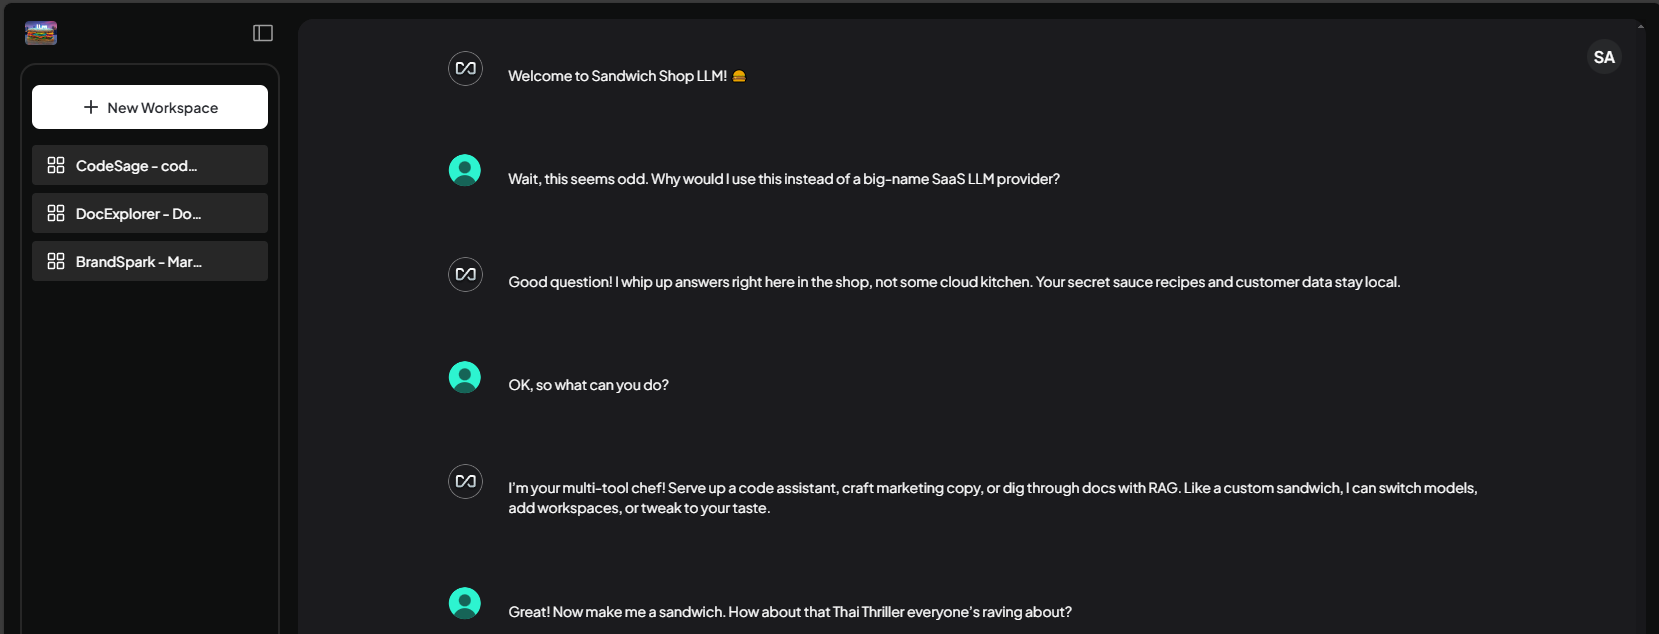 New Workspace
CodeSage - cod...
DocExplorer - Do...
BrandSpark - Mar...
SA
Welcome to Sandwich Shop LLM! 🍔
Wait, this seems odd. Why would I use this instead of a big-name SaaS LLM provider?
Good question! I whip up answers right here in the shop, not some cloud kitchen. Your secret sauce recipes and customer data stay local.
OK, so what can you do?
I'm your multi-tool chef! Serve up a code assistant, craft marketing copy, or dig through docs with RAG. Like a custom sandwich, I can switch models,
add workspaces, or tweak to your taste.
Great! Now make me a sandwich. How about that Thai Thriller everyone's raving about?